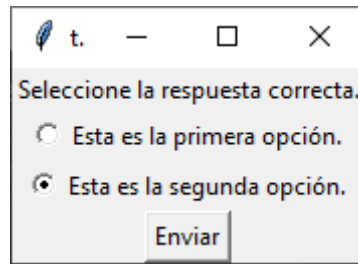 t.
Seleccione la respuesta correcta.
Esta es la primera opción.
Esta es la segunda opción.
Enviar